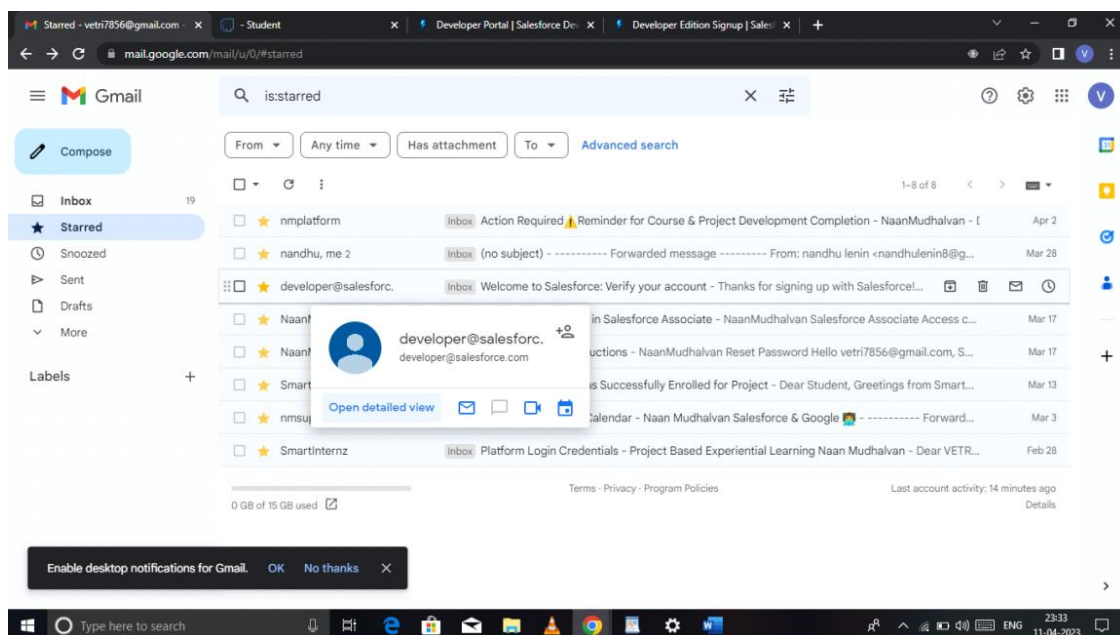 Starred - vetri7856@gmail.com -
- Student
Developer Portal | Salesforce Dev
Developer Edition Signup | Sales
mail.google.com/mail/u/0/#starred
V
Gmail
is:starred
V
Compose
From
Any time
Has attachment
To
Advanced search
1–8 of 8
Inbox 19
Starred
Snoozed
Sent
Drafts
More
Labels
nmplatform Inbox Action Required⚠️Reminder for Course & Project Development Completion - NaanMudhalvan - [ Apr 2
nandhu, me 2 Inbox (no subject) - ---------- Forwarded message --------- From: nandhu lenin <nandhulenin8@g... Mar 28
developer@salesforc. Inbox Welcome to Salesforce: Verify your account - Thanks for signing up with Salesforce!...
NaanM in Salesforce Associate - NaanMudhalvan Salesforce Associate Access c... Mar 17
NaanM uctions - NaanMudhalvan Reset Password Hello vetri7856@gmail.com, S... Mar 17
Smart s Successfully Enrolled for Project - Dear Student, Greetings from Smart... Mar 13
nmsup Calendar - Naan Mudhalvan Salesforce & Google 👨‍💻 - ---------- Forward... Mar 3
SmartInternz Inbox Platform Login Credentials - Project Based Experiential Learning Naan Mudhalvan - Dear VETR... Feb 28
developer@salesforc.
developer@salesforce.com
Open detailed view
0 GB of 15 GB used
Terms · Privacy · Program Policies
Last account activity: 14 minutes ago
Details
Enable desktop notifications for Gmail. OK No thanks
Type here to search
ENG
23:33
11-04-2023